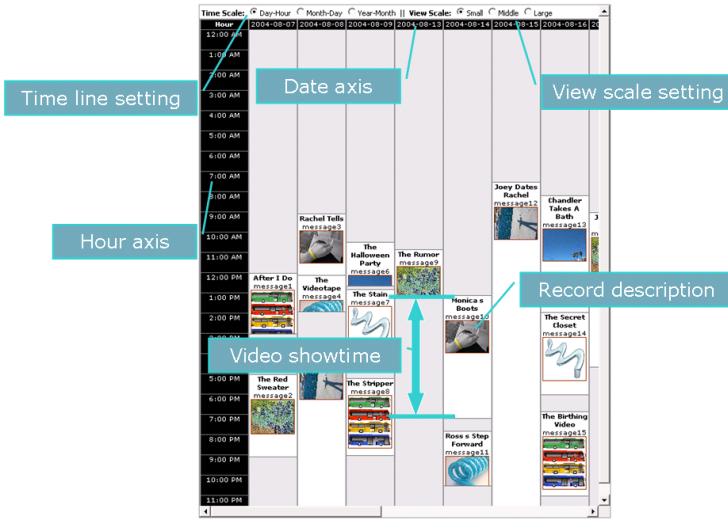 Time Scale: Day-Hour Month-Day Year-Month || View Scale: Small Middle Large
Hour 2004-08-07 2004-08-08 2004-08-09 2004-08-13 2004-08-14 2004-08-15 2004-08-16 20
12:00 AM
1:00 AM
2:00 AM
3:00 AM
4:00 AM
5:00 AM
6:00 AM
7:00 AM
8:00 AM
9:00 AM
10:00 AM
11:00 AM
12:00 PM
1:00 PM
2:00 PM
5:00 PM
6:00 PM
7:00 PM
8:00 PM
9:00 PM
10:00 PM
11:00 PM
Time line setting
Date axis
View scale setting
Hour axis
Record description
Video showtime
After I Do
message1
The Red
Sweater
message2
Rachel Tells
message3
The
Videotape
message4
The
Halloween
Party
message6
The Stain
message7
The Stripper
message8
The Rumor
message9
Monica s
Boots
message10
Ross s Step
Forward
message11
Joey Dates
Rachel
message12
Chandler
Takes A
Bath
message13
The Secret
Closet
message14
The Birthing
Video
message15
J
m